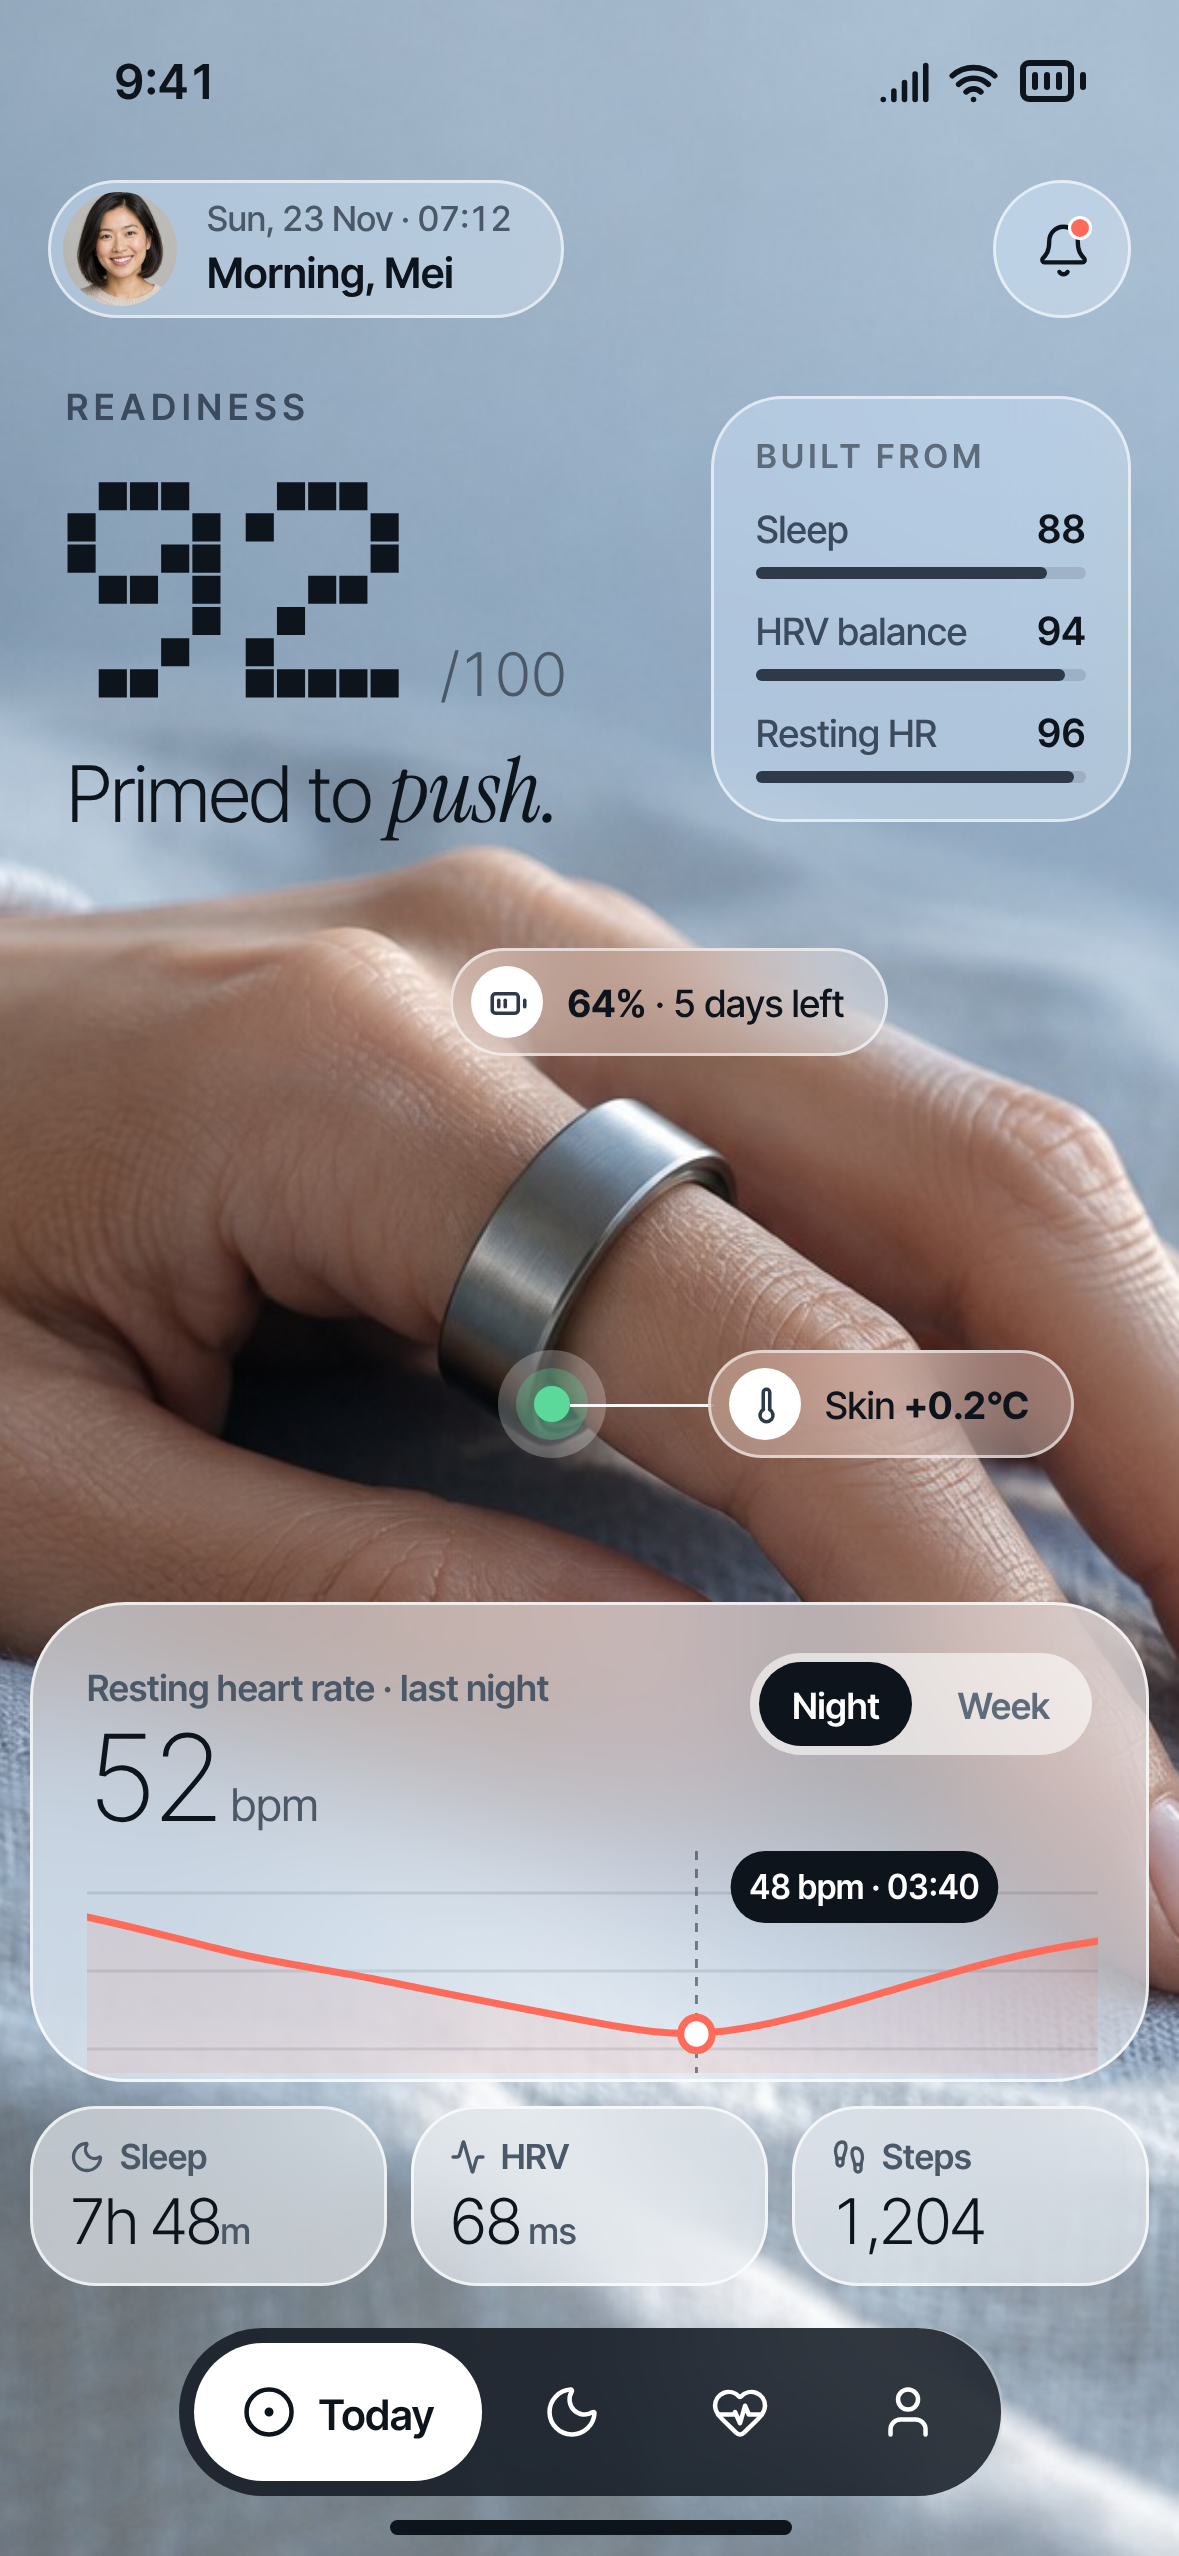 9:41
Sun, 23 Nov · 07:12
Morning, Mei
READINESS
92 /100
Primed to push.
BUILT FROM
Sleep 88
HRV balance 94
Resting HR 96
64% · 5 days left
Skin +0.2°C
Resting heart rate · last night
52 bpm
Night Week
48 bpm · 03:40
Sleep
7h 48m
HRV
68 ms
Steps
1,204
Today